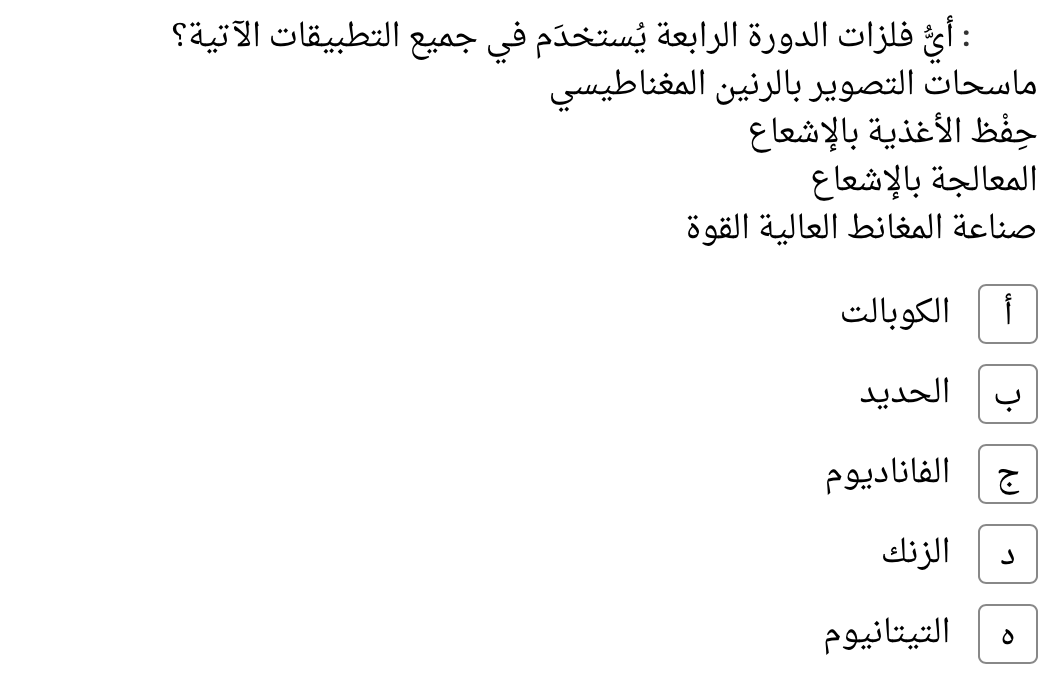 : أيُّ فلزات الدورة الرابعة يُستخدَم في جميع التطبيقات الآتية؟
ماسحات التصوير بالرنين المغناطيسي
حِفْظ الأغذية بالإشعاع
المعالجة بالإشعاع
صناعة المغانط العالية القوة
أ الكوبالت
ب الحديد
ج الفاناديوم
د الزنك
ه التيتانيوم